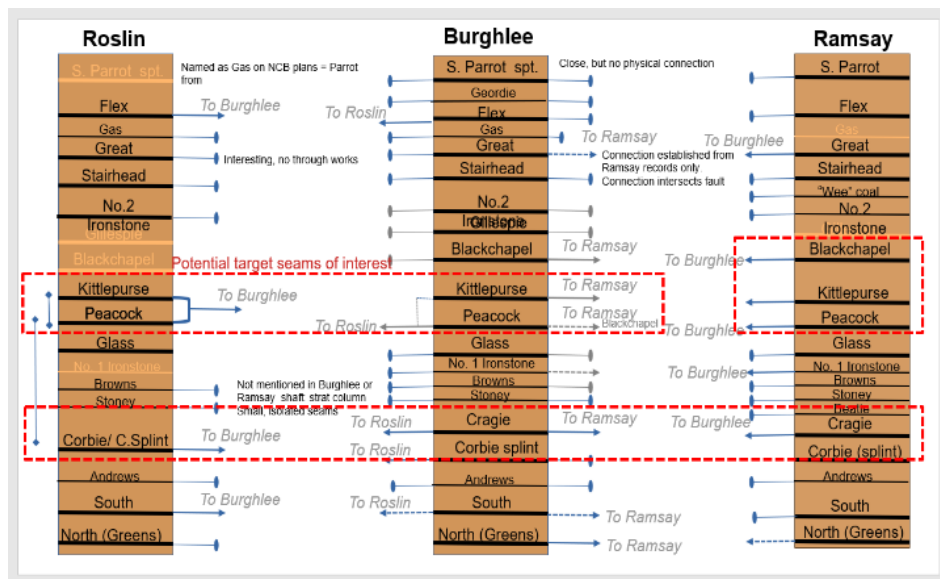 Roslin
Burghlee
Ramsay
S. Parrot spt.
Named as Gas on NCB plans = Parrot
from
Flex
To Burghlee
Gas
Great
Interesting, no through works
Stairhead
No.2
Ironstone
Gillespie
Blackchapel
Potential target seams of interest
Kittlepurse
To Burghlee
Peacock
Glass
No. 1 Ironstone
Browns
Stoney
Not mentioned in Burghlee or
Ramsay shaft strat column
Small, isolated seams
Corbie/ C.Splint
To Burghlee
Andrews
South
To Burghlee
North (Greens)
S. Parrot spt.
Close, but no physical connection
Geordie
To Roslin
Flex
Gas
To Ramsay
Great
Connection established from
Ramsay records only.
Connection intersects fault
Stairhead
No.2
Ironstone
Gillespie
Blackchapel
To Ramsay
Kittlepurse
To Ramsay
Peacock
To Ramsay
Blackchapel
To Roslin
Glass
No. 1 Ironstone
Browns
Stoney
To Roslin
Cragie
To Ramsay
To Roslin
Corbie splint
Andrews
To Roslin
South
To Ramsay
North (Greens)
To Ramsay
S. Parrot
Flex
Gas
To Burghlee
Great
Stairhead
"Wee" coal
No.2
Ironstone
Blackchapel
To Burghlee
Kittlepurse
Peacock
To Burghlee
Glass
No. 1 Ironstone
To Burghlee
Browns
Stoney
Beatie
To Burghlee
Cragie
Corbie (splint)
Andrews
South
North (Greens)